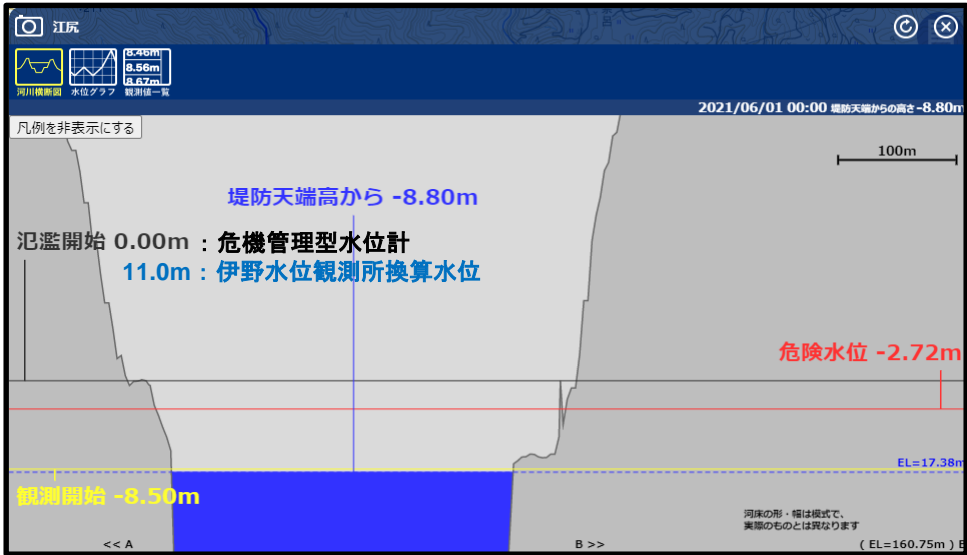 江尻
8.46m
8.56m
8.67m
河川横断図 水位グラフ 観測値一覧
2021/06/01 00:00 堤防天端からの高さ -8.80m
凡例を非表示にする
100m
堤防天端高から -8.80m
氾濫開始 0.00m : 危機管理型水位計
11.0m : 伊野水位観測所換算水位
危険水位 -2.72m
EL=17.38m
観測開始 -8.50m
河床の形・幅は模式で、
実際のものとは異なります
<< A B >> ( EL=160.75m )